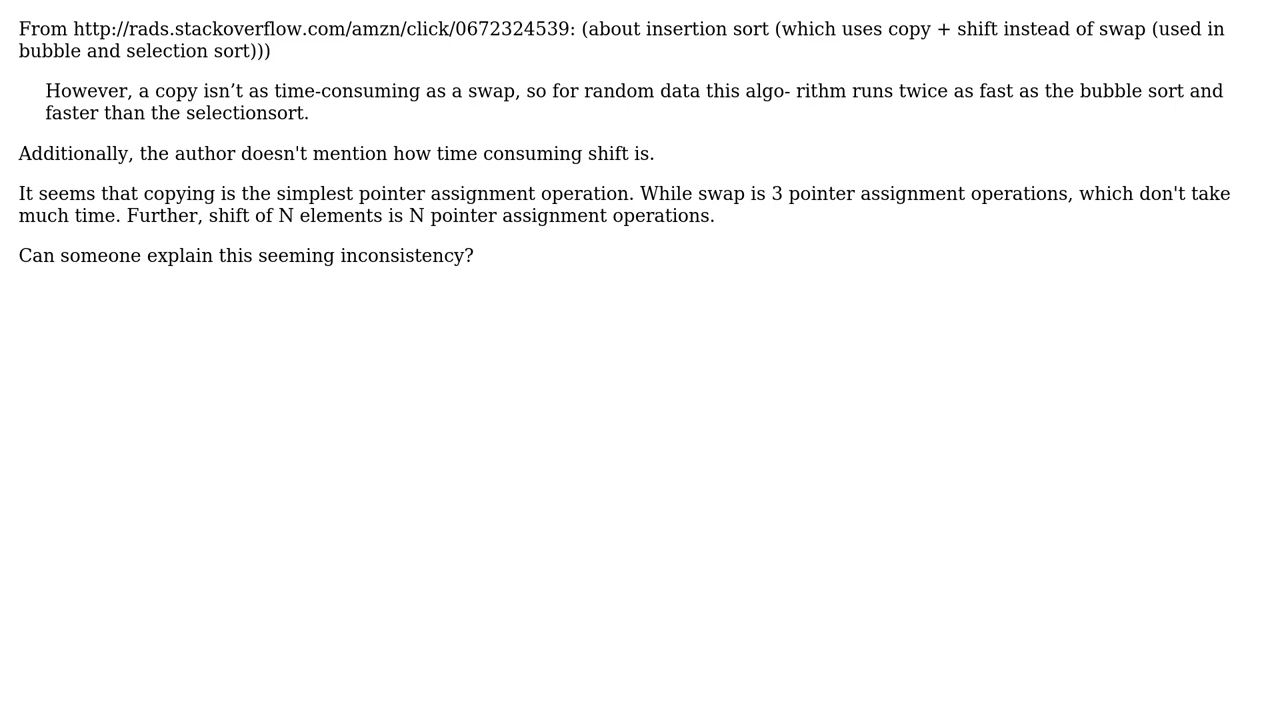 From http://rads.stackoverflow.com/amzn/click/0672324539: (about insertion sort (which uses copy + shift instead of swap (used in
bubble and selection sort)))
However, a copy isn’t as time-consuming as a swap, so for random data this algo- rithm runs twice as fast as the bubble sort and
faster than the selectionsort.
Additionally, the author doesn't mention how time consuming shift is.
It seems that copying is the simplest pointer assignment operation. While swap is 3 pointer assignment operations, which don't take
much time. Further, shift of N elements is N pointer assignment operations.
Can someone explain this seeming inconsistency?